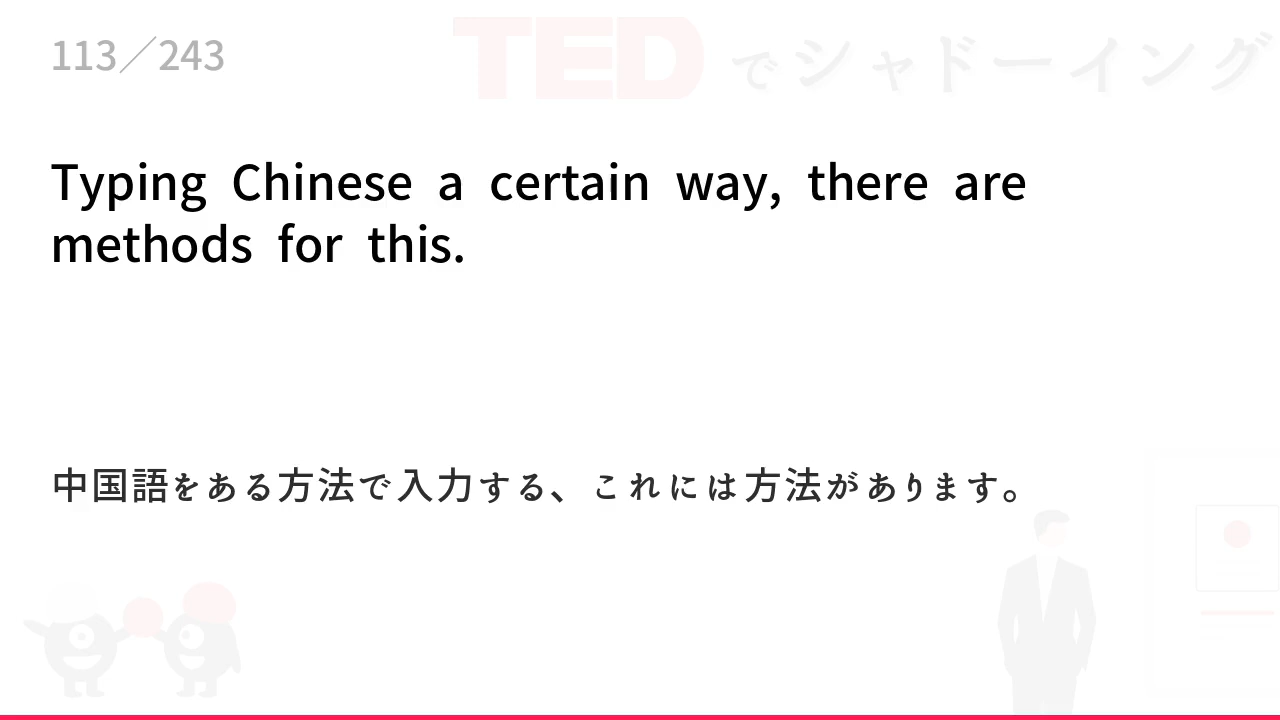 113／243
TEDでシャドーイング
Typing Chinese a certain way, there are
methods for this.
中国語をある方法で入力する、これには方法があります。